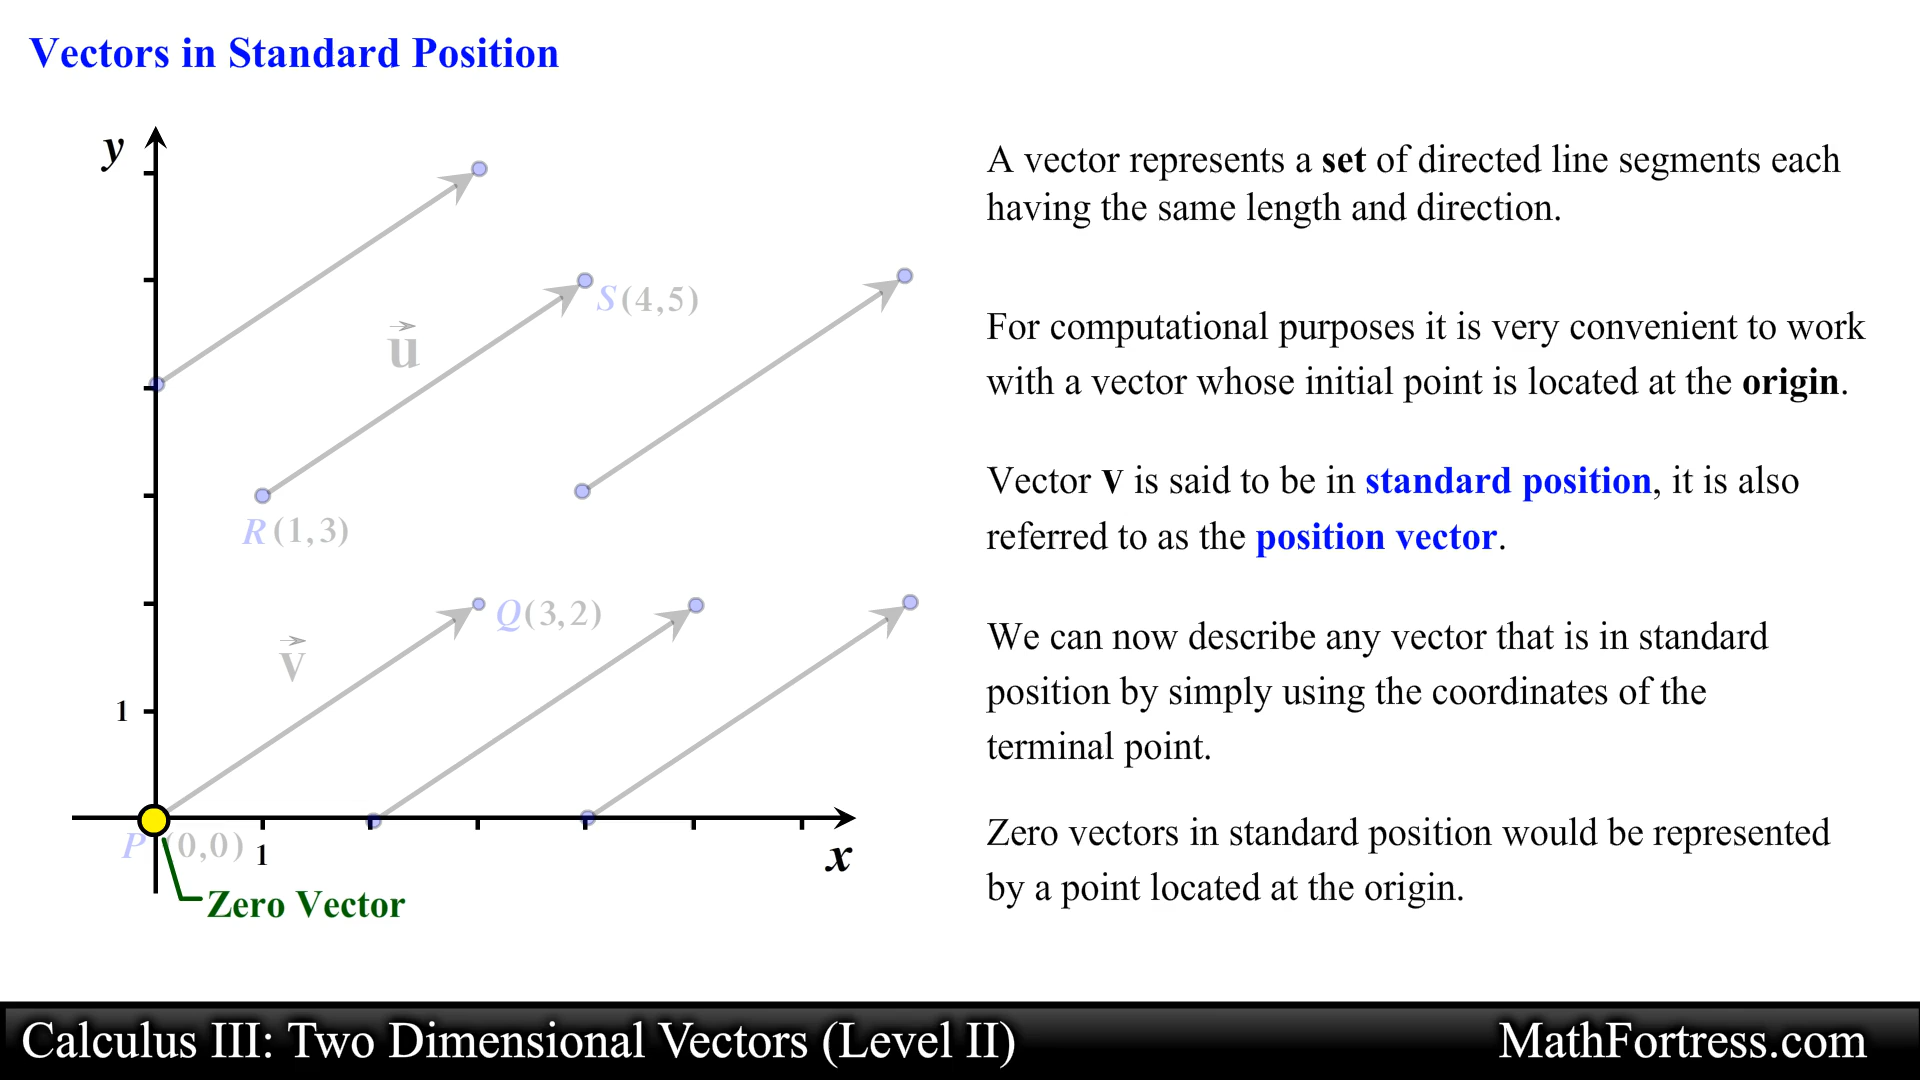 Vectors in Standard Position
y
S(4,5)
u
R(1,3)
Q(3,2)
v
1
P (0,0)
1
x
Zero Vector
A vector represents a set of directed line segments each
having the same length and direction.
For computational purposes it is very convenient to work
with a vector whose initial point is located at the origin.
Vector v is said to be in standard position, it is also
referred to as the position vector.
We can now describe any vector that is in standard
position by simply using the coordinates of the
terminal point.
Zero vectors in standard position would be represented
by a point located at the origin.
Calculus III: Two Dimensional Vectors (Level II)
MathFortress.com